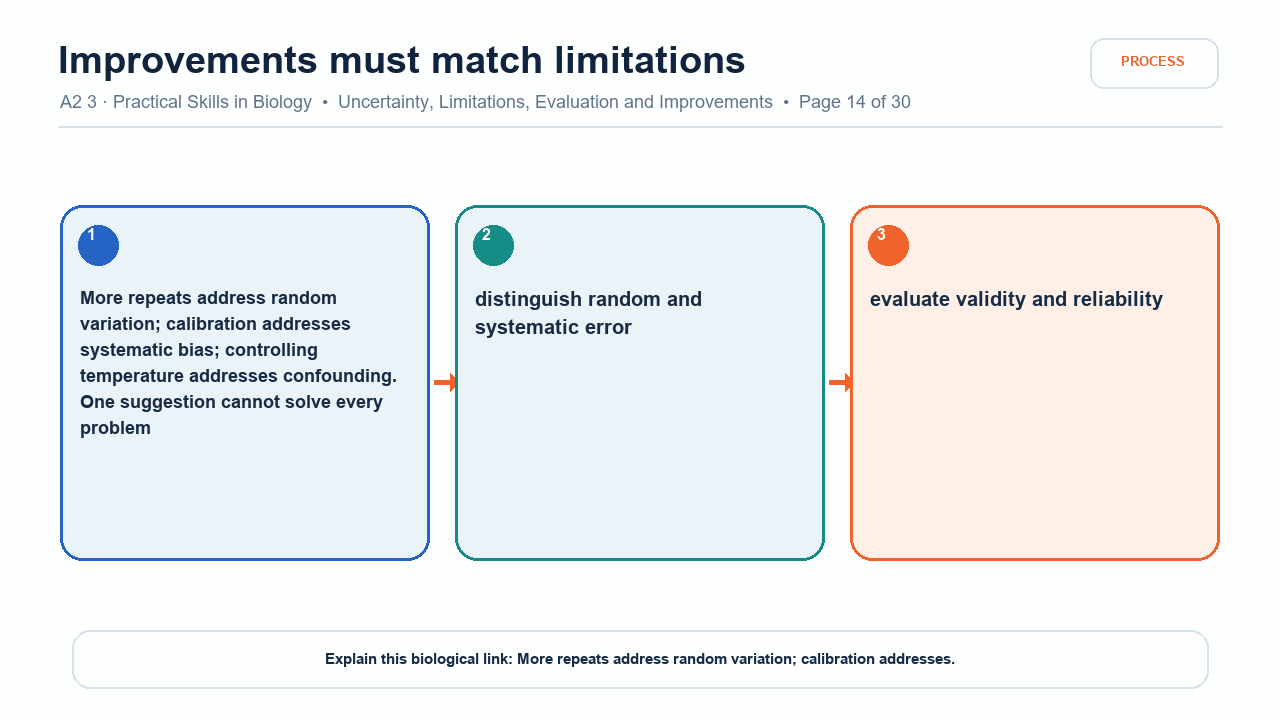 Improvements must match limitations
PROCESS
A2 3 · Practical Skills in Biology • Uncertainty, Limitations, Evaluation and Improvements • Page 14 of 30
1
More repeats address random
variation; calibration addresses
systematic bias; controlling
temperature addresses confounding.
One suggestion cannot solve every
problem
2
distinguish random and
systematic error
3
evaluate validity and reliability
Explain this biological link: More repeats address random variation; calibration addresses.